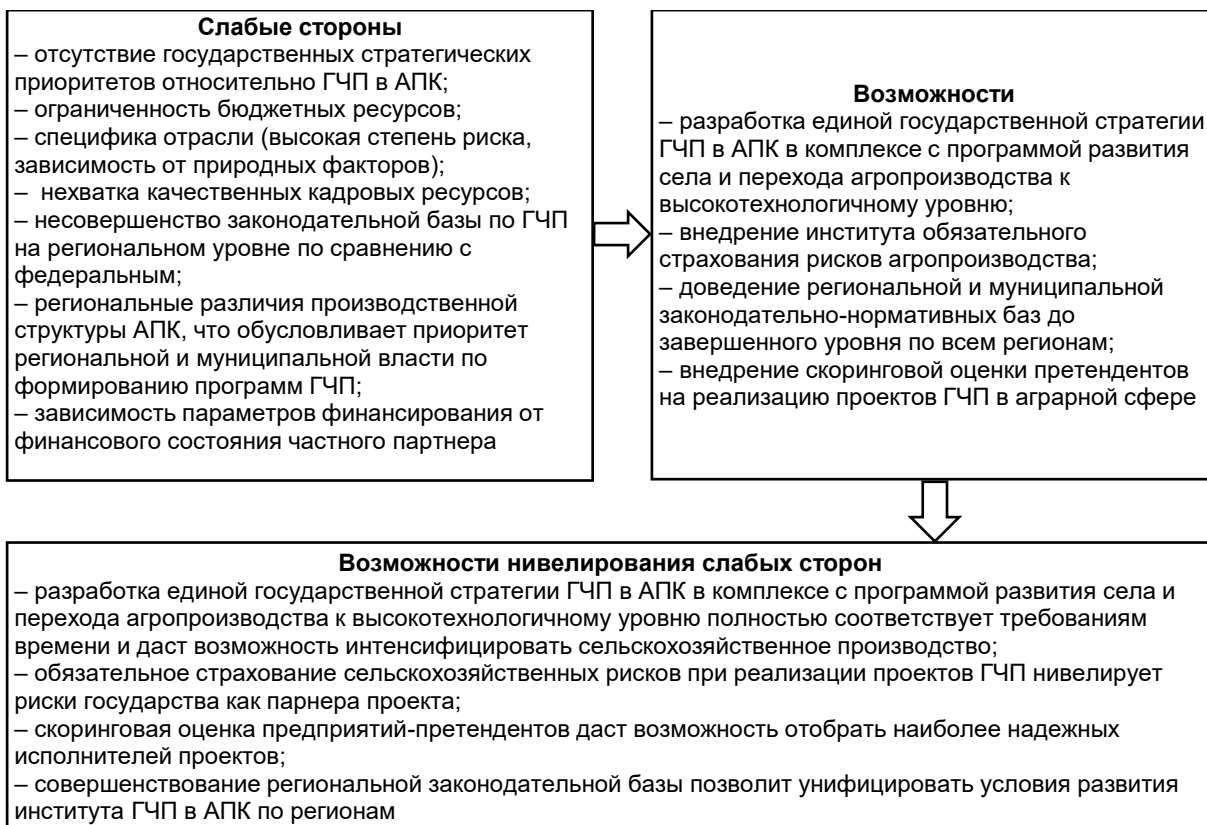 Слабые стороны
– отсутствие государственных стратегических
приоритетов относительно ГЧП в АПК;
– ограниченность бюджетных ресурсов;
– специфика отрасли (высокая степень риска,
зависимость от природных факторов);
– нехватка качественных кадровых ресурсов;
– несовершенство законодательной базы по ГЧП
на региональном уровне по сравнению с
федеральным;
– региональные различия производственной
структуры АПК, что обусловливает приоритет
региональной и муниципальной власти по
формированию программ ГЧП;
– зависимость параметров финансирования от
финансового состояния частного партнера
Возможности
– разработка единой государственной стратегии
ГЧП в АПК в комплексе с программой развития
села и перехода агропроизводства к
высокотехнологичному уровню;
– внедрение института обязательного
страхования рисков агропроизводства;
– доведение региональной и муниципальной
законодательно-нормативных баз до
завершенного уровня по всем регионам;
– внедрение скоринговой оценки претендентов
на реализацию проектов ГЧП в аграрной сфере
Возможности нивелирования слабых сторон
– разработка единой государственной стратегии ГЧП в АПК в комплексе с программой развития села и
перехода агропроизводства к высокотехнологичному уровню полностью соответствует требованиям
времени и даст возможность интенсифицировать сельскохозяйственное производство;
– обязательное страхование сельскохозяйственных рисков при реализации проектов ГЧП нивелирует
риски государства как парнера проекта;
– скоринговая оценка предприятий-претендентов даст возможность отобрать наиболее надежных
исполнителей проектов;
– совершенствование региональной законодательной базы позволит унифицировать условия развития
института ГЧП в АПК по регионам